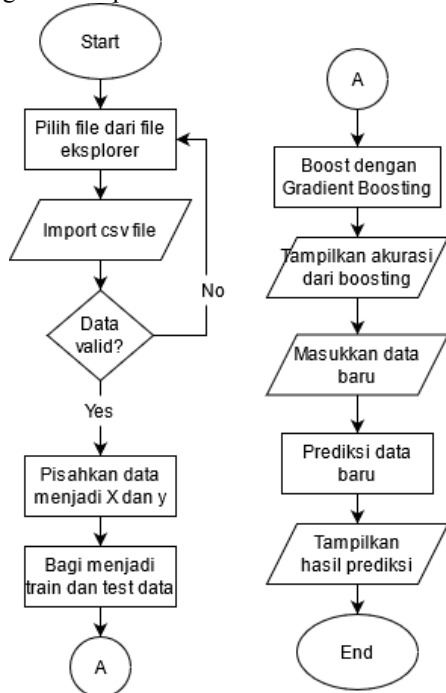 Start
Pilih file dari file
eksplorer
Import csv file
No
Data
valid?
Yes
Pisahkan data
menjadi X dan y
Bagi menjadi
train dan test data
A
A
Boost dengan
Gradient Boosting
Tampilkan akurasi
dari boosting
Masukkan data
baru
Prediksi data
baru
Tampilkan
hasil prediksi
End